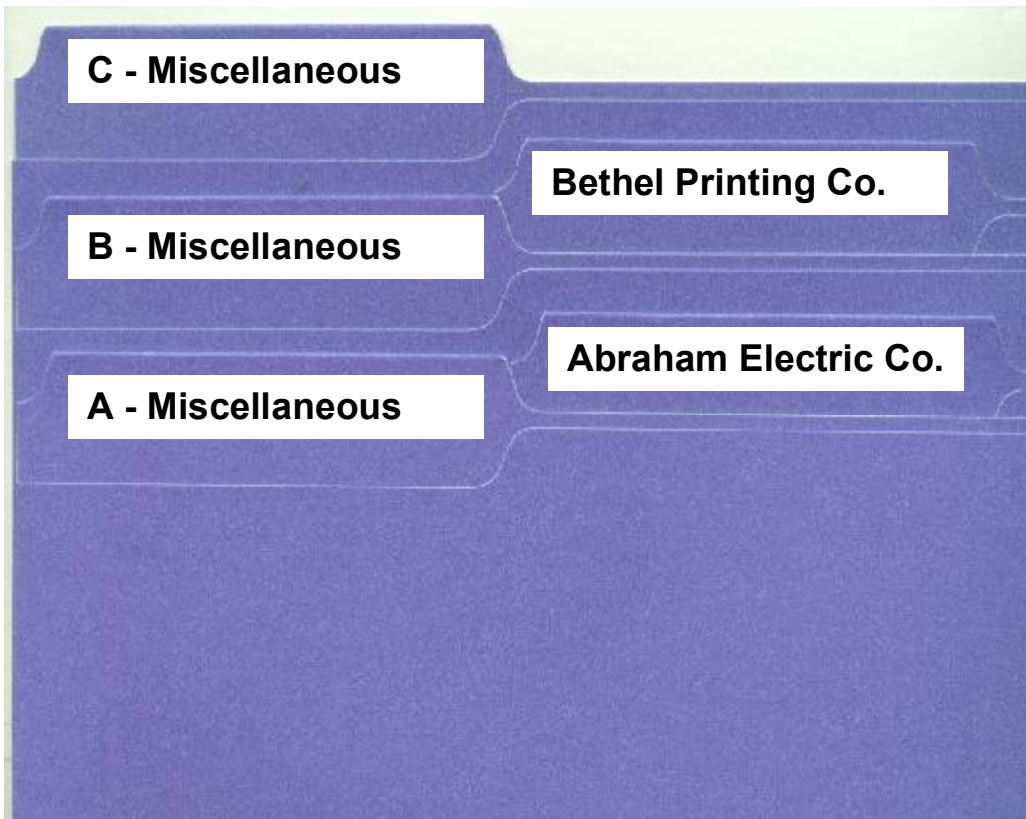 C - Miscellaneous
Bethel Printing Co.
B - Miscellaneous
Abraham Electric Co.
A - Miscellaneous